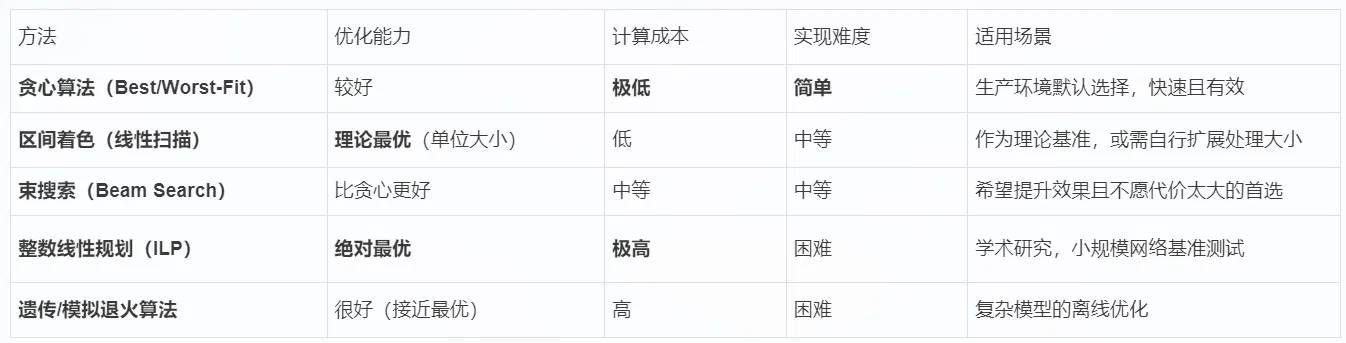 方法 优化能力 计算成本 实现难度 适用场景
贪心算法（Best/Worst-Fit） 较好 极低 简单 生产环境默认选择，快速且有效
区间着色（线性扫描） 理论最优（单位大小） 低 中等 作为理论基准，或需自行扩展处理大小
束搜索（Beam Search） 比贪心更好 中等 中等 希望提升效果且不愿代价太大的首选
整数线性规划（ILP） 绝对最优 极高 困难 学术研究，小规模网络基准测试
遗传/模拟退火算法 很好（接近最优） 高 困难 复杂模型的离线优化